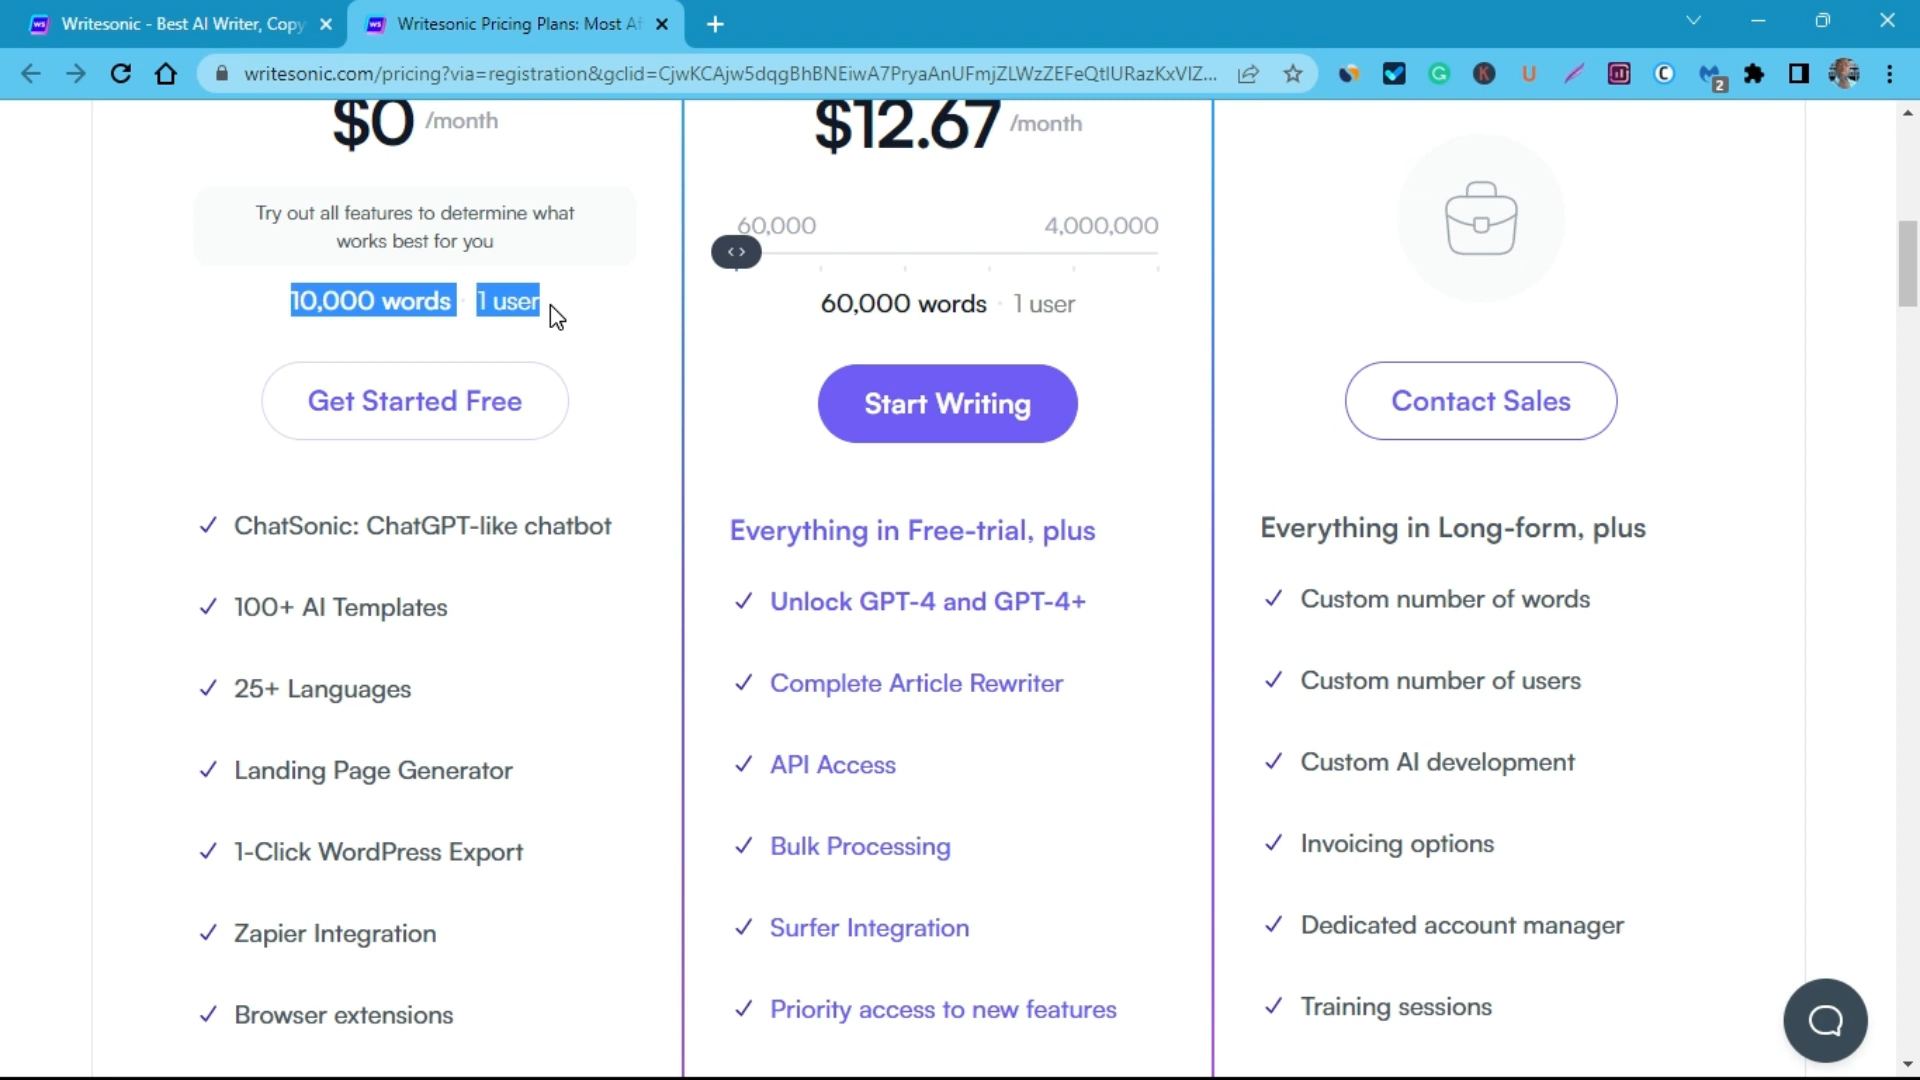 Writesonic - Best AI Writer, Copy
Writesonic Pricing Plans: Most Af
writesonic.com/pricing?via=registration&gclid=CjwKCAjw5dqgBhBNEiwA7PryaAnUFmjZLWzZEFeQtIURazKxVIZ...
2
$0 /month
Try out all features to determine what
works best for you
10,000 words · 1 user
Get Started Free
ChatSonic: ChatGPT-like chatbot
100+ AI Templates
25+ Languages
Landing Page Generator
1-Click WordPress Export
Zapier Integration
Browser extensions
$12.67 /month
60,000 4,000,000
60,000 words · 1 user
Start Writing
Everything in Free-trial, plus
Unlock GPT-4 and GPT-4+
Complete Article Rewriter
API Access
Bulk Processing
Surfer Integration
Priority access to new features
Contact Sales
Everything in Long-form, plus
Custom number of words
Custom number of users
Custom AI development
Invoicing options
Dedicated account manager
Training sessions